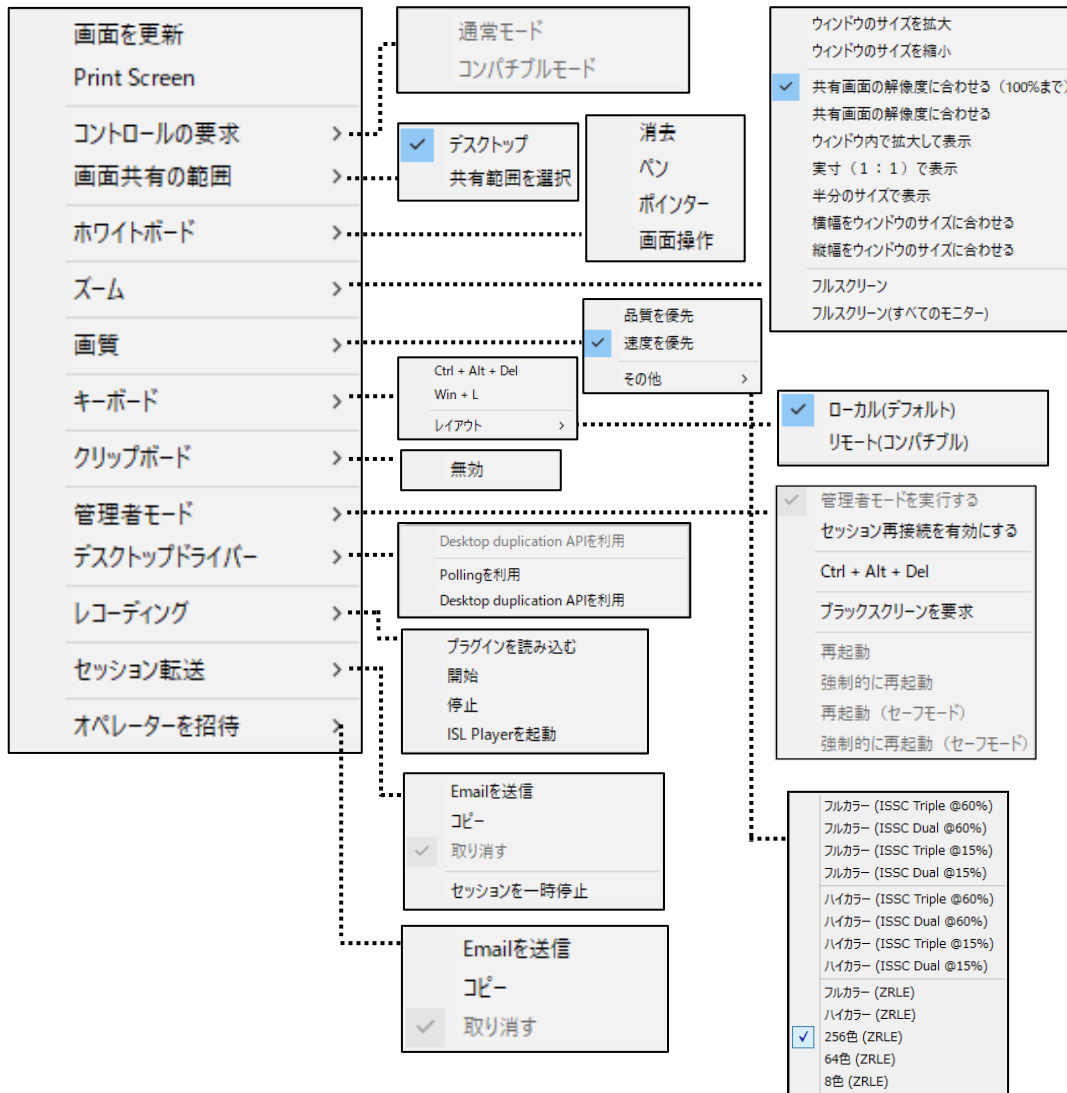 画面を更新
Print Screen
コントロールの要求
画面共有の範囲
ホワイトボード
ズーム
画質
キーボード
クリップボード
管理者モード
デスクトップドライバー
レコーディング
セッション転送
オペレーターを招待
通常モード
コンパチブルモード
デスクトップ
共有範囲を選択
消去
ペン
ポインター
画面操作
ウィンドウのサイズを拡大
ウィンドウのサイズを縮小
共有画面の解像度に合わせる（100%まで）
共有画面の解像度に合わせる
ウィンドウ内で拡大して表示
実寸（1：1）で表示
半分のサイズで表示
横幅をウィンドウのサイズに合わせる
縦幅をウィンドウのサイズに合わせる
フルスクリーン
フルスクリーン(すべてのモニター)
品質を優先
速度を優先
その他
Ctrl + Alt + Del
Win + L
レイアウト
ローカル(デフォルト)
リモート(コンパチブル)
無効
管理者モードを実行する
セッション再接続を有効にする
Ctrl + Alt + Del
ブラックスクリーンを要求
再起動
強制的に再起動
再起動（セーフモード）
強制的に再起動（セーフモード）
Desktop duplication APIを利用
Pollingを利用
Desktop duplication APIを利用
プラグインを読み込む
開始
停止
ISL Playerを起動
Emailを送信
コピー
取り消す
セッションを一時停止
Emailを送信
コピー
取り消す
フルカラー (ISSC Triple @60%)
フルカラー (ISSC Dual @60%)
フルカラー (ISSC Triple @15%)
フルカラー (ISSC Dual @15%)
ハイカラー (ISSC Triple @60%)
ハイカラー (ISSC Dual @60%)
ハイカラー (ISSC Triple @15%)
ハイカラー (ISSC Dual @15%)
フルカラー (ZRLE)
ハイカラー (ZRLE)
256色 (ZRLE)
64色 (ZRLE)
8色 (ZRLE)